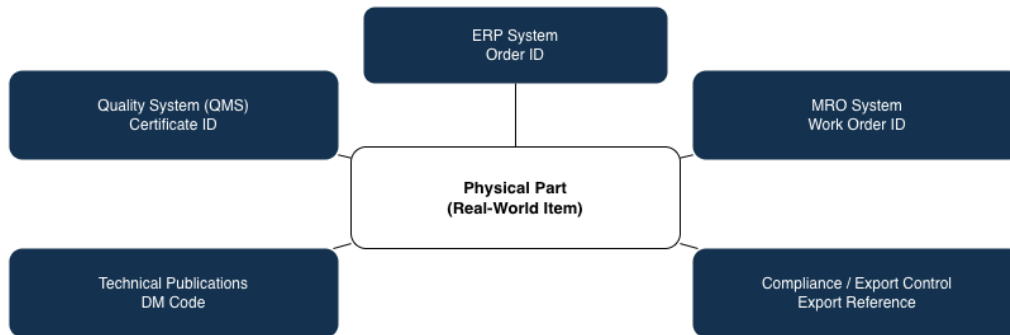 ERP System
Order ID
Quality System (QMS)
Certificate ID
MRO System
Work Order ID
Physical Part
(Real-World Item)
Technical Publications
DM Code
Compliance / Export Control
Export Reference